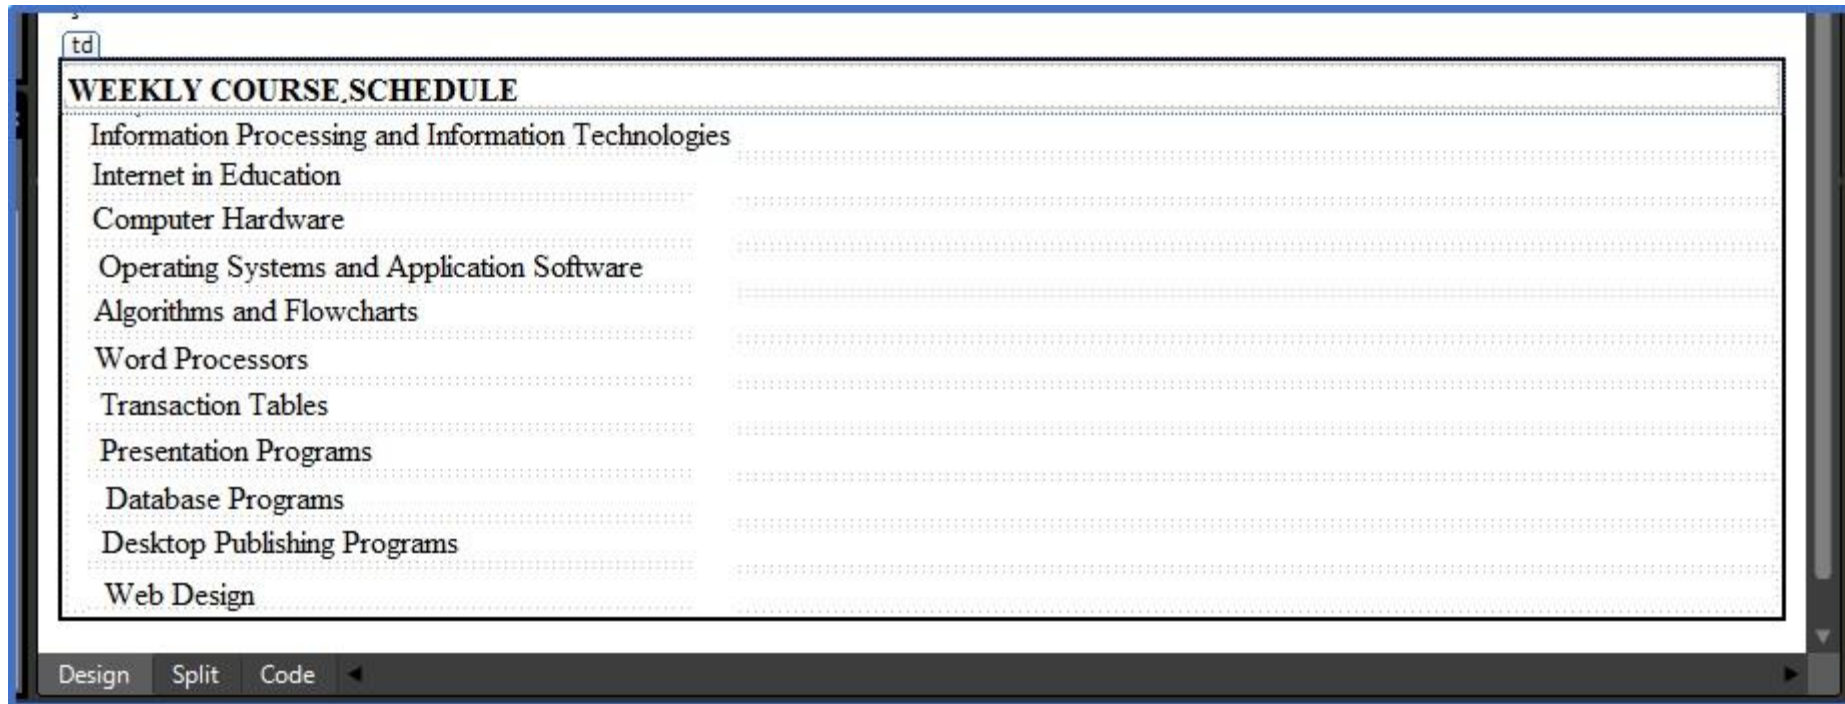 td
WEEKLY COURSE SCHEDULE
Information Processing and Information Technologies
Internet in Education
Computer Hardware
Operating Systems and Application Software
Algorithms and Flowcharts
Word Processors
Transaction Tables
Presentation Programs
Database Programs
Desktop Publishing Programs
Web Design
Design Split Code